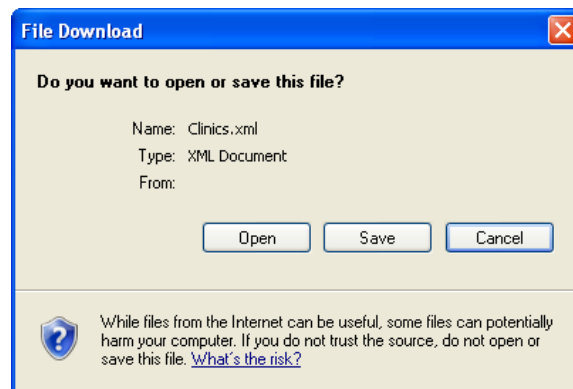 File Download
Do you want to open or save this file?
Name: Clinics.xml
Type: XML Document
From:
Open Save Cancel
While files from the Internet can be useful, some files can potentially
harm your computer. If you do not trust the source, do not open or
save this file. What's the risk?